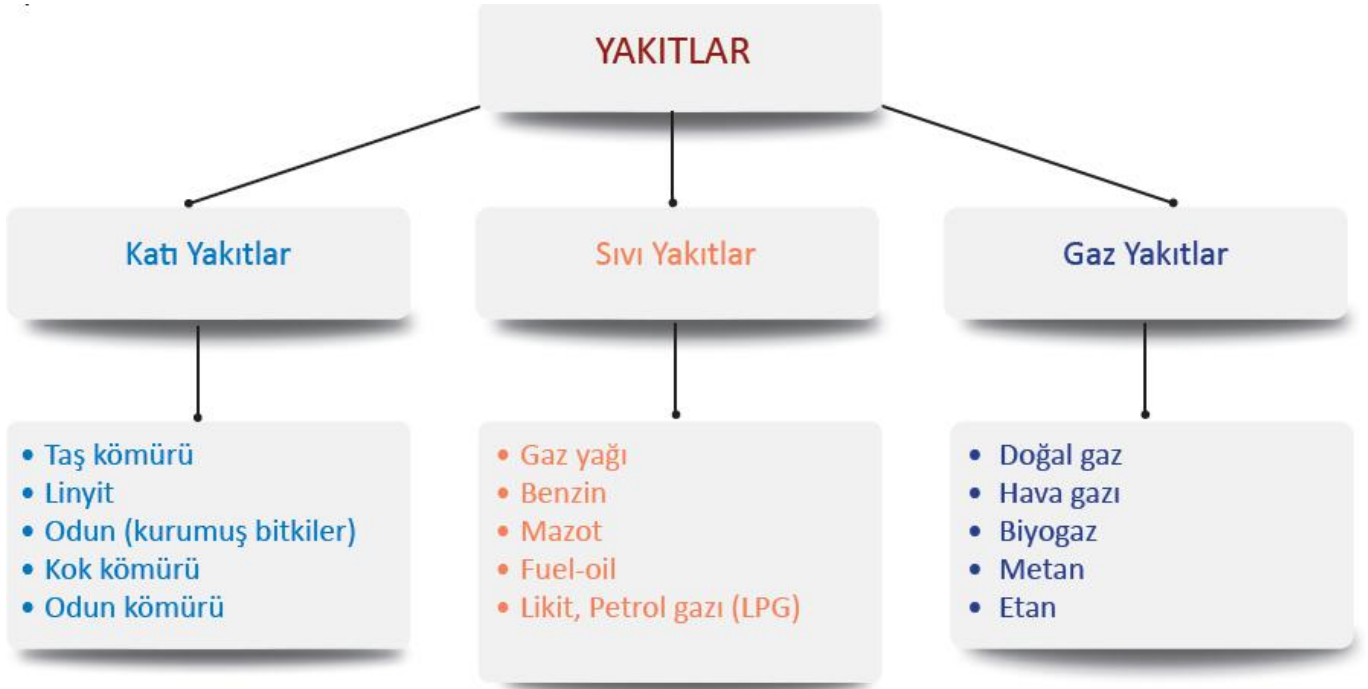 YAKITLAR
Katı Yakıtlar
Sıvı Yakıtlar
Gaz Yakıtlar
• Taş kömürü
• Linyit
• Odun (kurumuş bitkiler)
• Kok kömürü
• Odun kömürü
• Gaz yağı
• Benzin
• Mazot
• Fuel-oil
• Likit, Petrol gazı (LPG)
• Doğal gaz
• Hava gazı
• Biyogaz
• Metan
• Etan